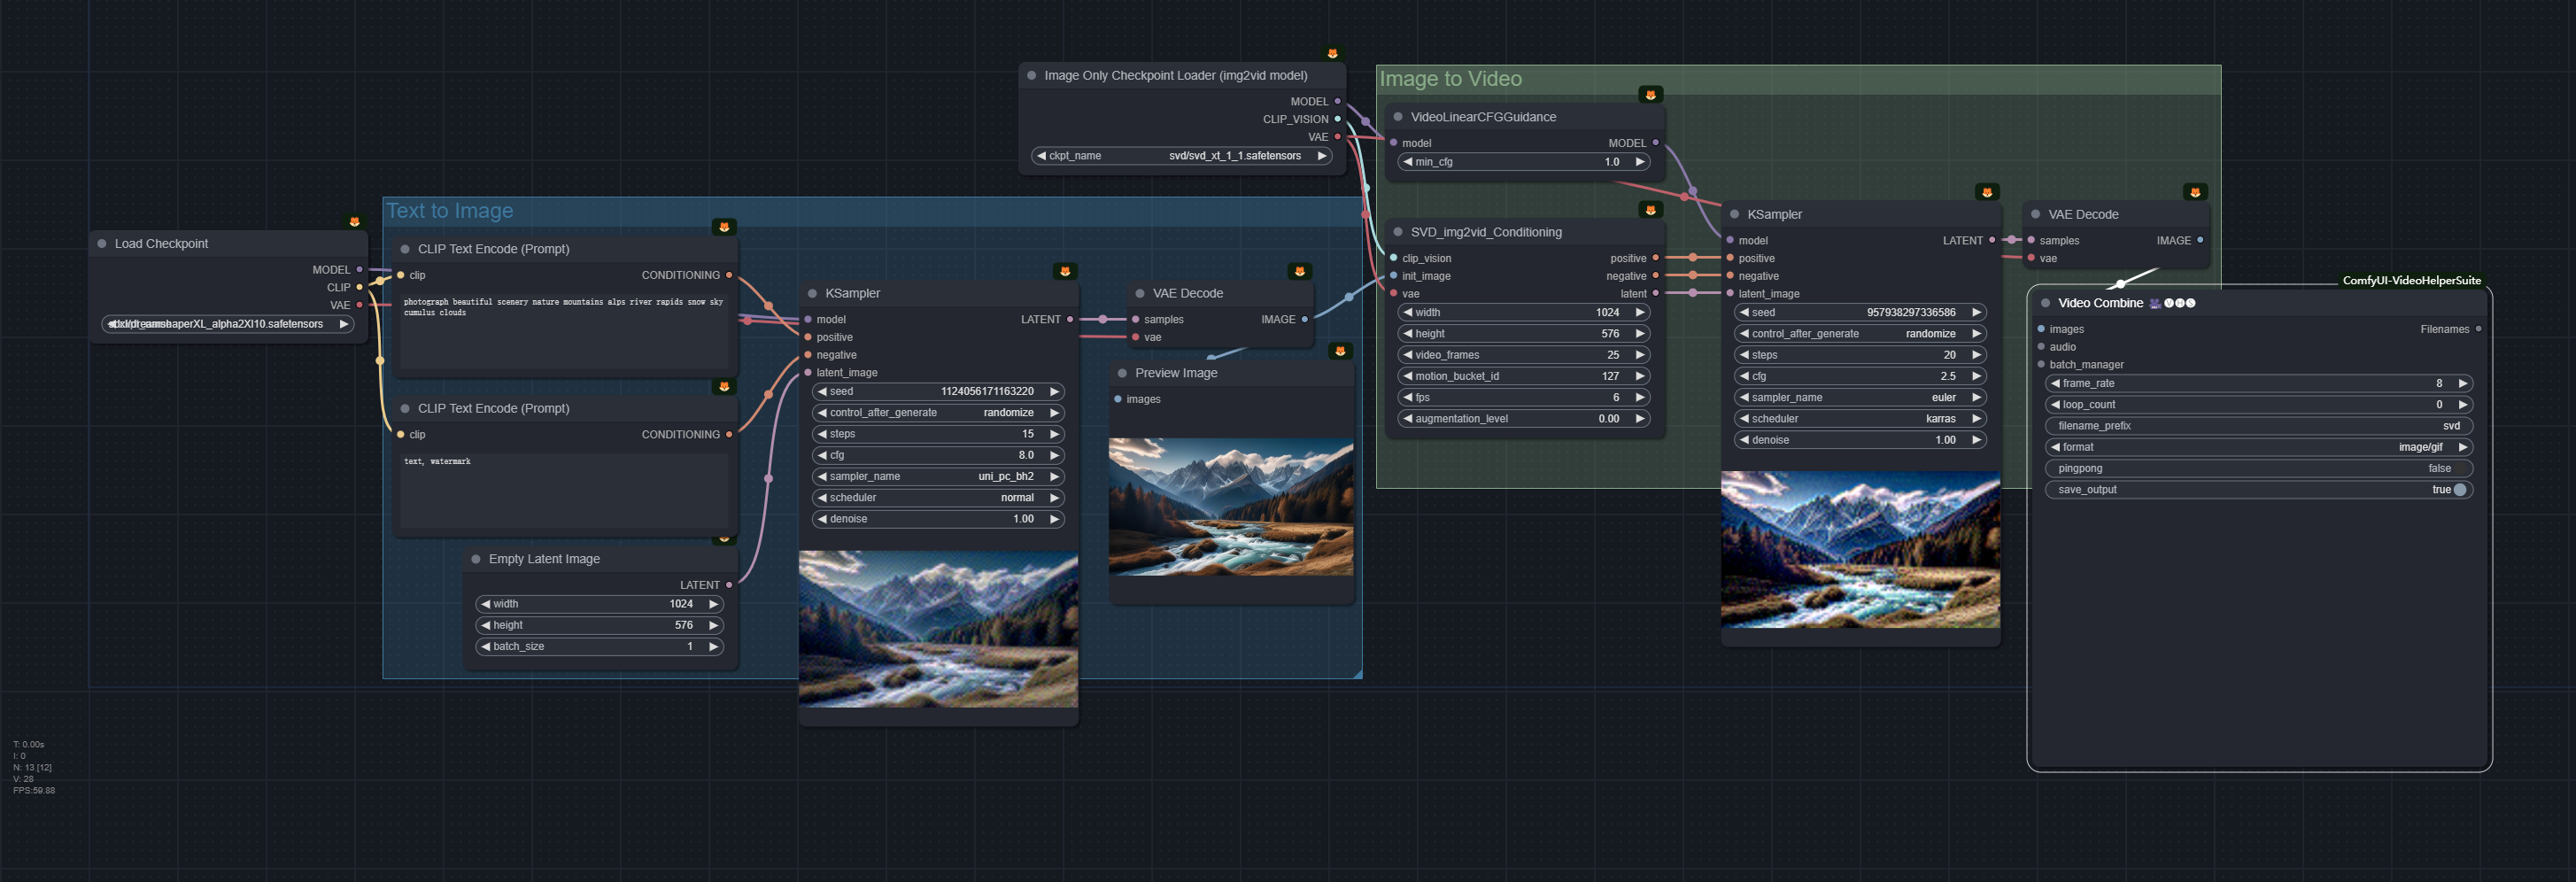 Load Checkpoint
MODEL
CLIP
VAE
Text to Image
CLIP Text Encode (Prompt)
clip
CONDITIONING
photograph beautiful scenery nature mountains alps river rapids snow sky
cumulus clouds
CLIP Text Encode (Prompt)
clip
CONDITIONING
text, watermark
Empty Latent Image
LATENT
width 1024
height 576
batch_size 1
KSampler
model LATENT
positive
negative
latent_image
seed 1124056171163220
control_after_generate randomize
steps 15
cfg 8.0
sampler_name uni_pc_bh2
scheduler normal
denoise 1.00
VAE Decode
samples IMAGE
vae
Preview Image
images
Image Only Checkpoint Loader (img2vid model)
MODEL
CLIP_VISION
VAE
ckpt_name svd/svd_xt_1_1.safetensors
Image to Video
VideoLinearCFGGuidance
model MODEL
min_cfg 1.0
SVD_img2vid_Conditioning
clip_vision positive
init_image negative
vae latent
width 1024
height 576
video_frames 25
motion_bucket_id 127
fps 6
augmentation_level 0.00
KSampler
model LATENT
positive
negative
latent_image
seed 957938297336586
control_after_generate randomize
steps 20
cfg 2.5
sampler_name euler
scheduler karras
denoise 1.00
VAE Decode
samples IMAGE
vae
ComfyUI-VideoHelperSuite
Video Combine 🎥🅥🅗🅢
images Filenames
audio
batch_manager
frame_rate 8
loop_count 0
filename_prefix svd
format image/gif
pingpong false
save_output true
T: 0.00s
I: 0
N: 13 [12]
V: 28
FPS:59.88